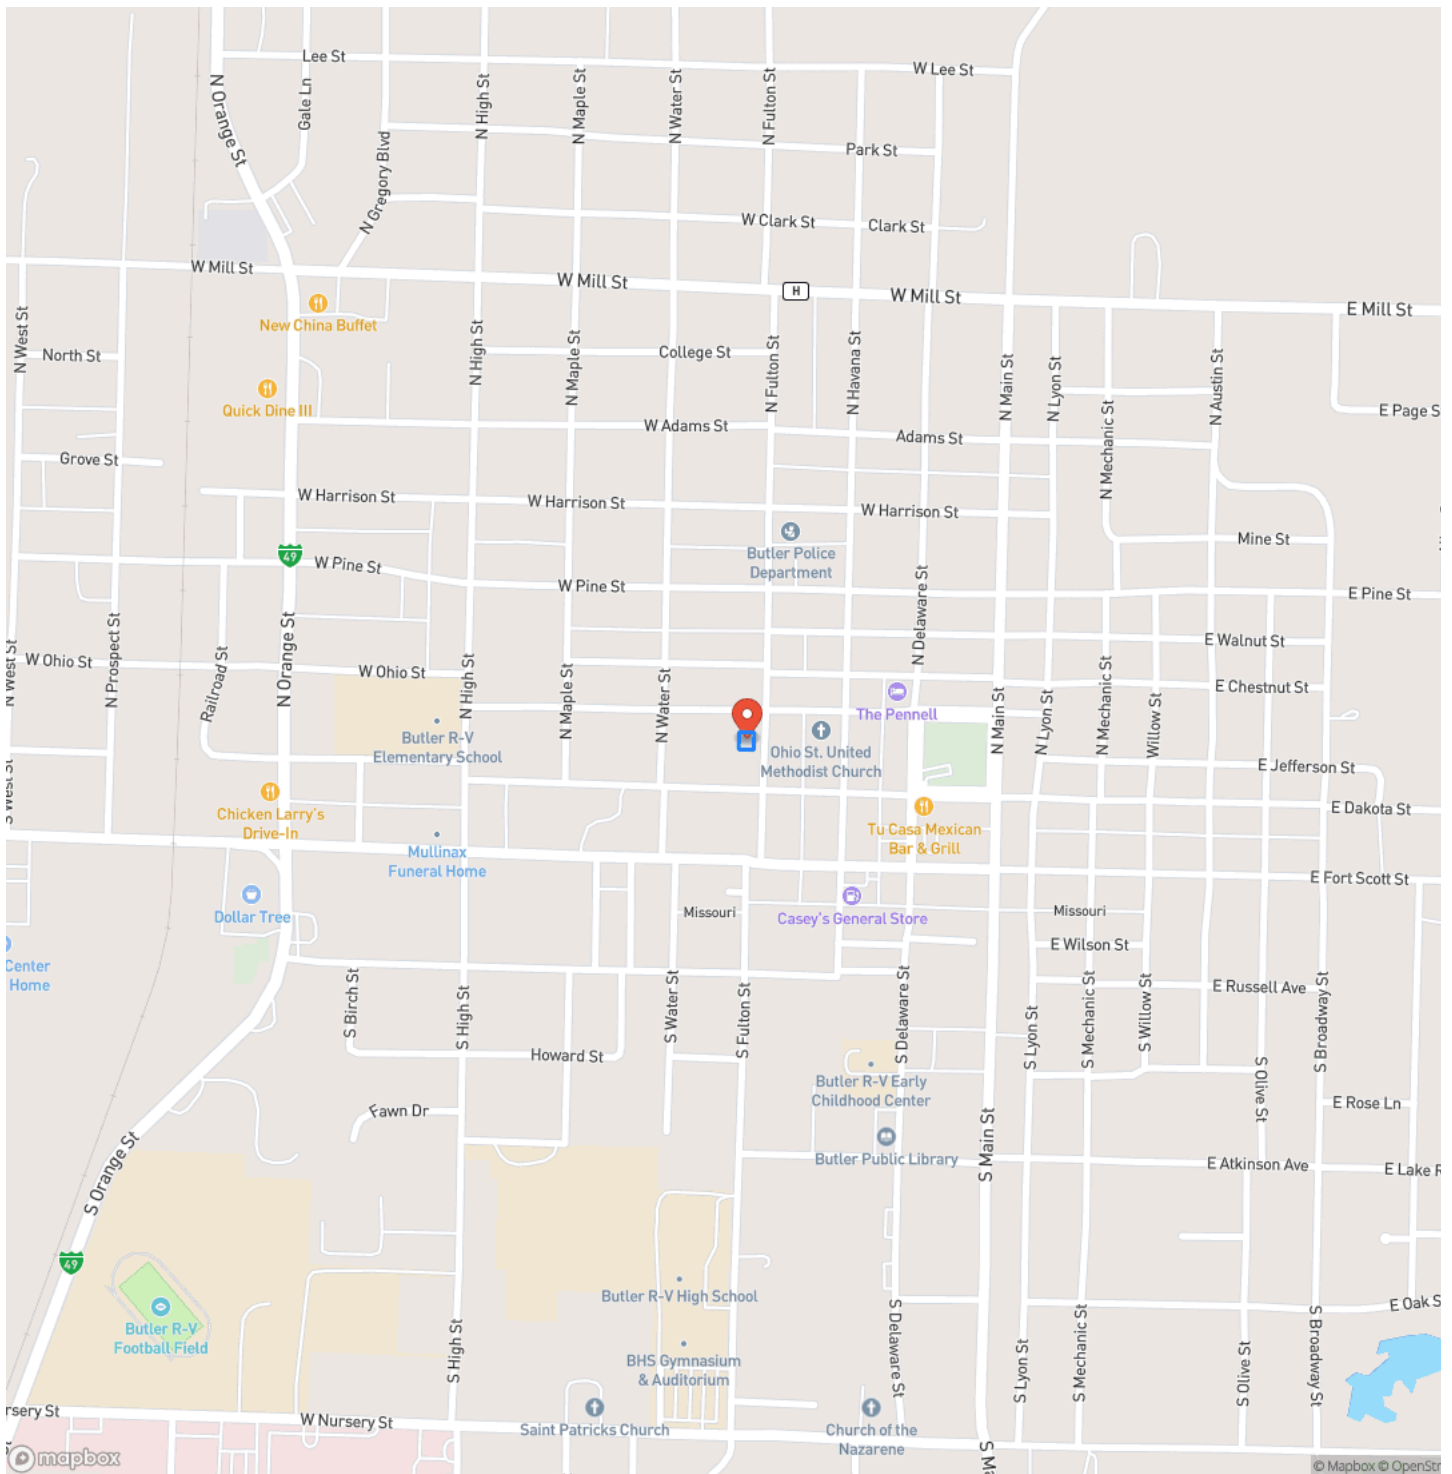 Lee St
W Lee St
N Orange St
Gale Ln
N High St
N Maple St
N Water St
N Fulton St
N Gregory Blvd
Park St
W Clark St
Clark St
W Mill St
W Mill St
H
W Mill St
E Mill St
New China Buffet
N West St
North St
N High St
N Maple St
College St
N Fulton St
N Havana St
N Main St
N Lyon St
N Austin St
Quick Dine III
N Mechanic St
E Page S
W Adams St
Adams St
Grove St
W Harrison St
W Harrison St
W Harrison St
49
W Pine St
Butler Police
Department
Mine St
W Pine St
E Pine St
N Delaware St
N West St
W Ohio St
N Prospect St
Railroad St
N Orange St
W Ohio St
N High St
N Maple St
N Water St
E Walnut St
E Chestnut St
The Pennell
N Main St
N Lyon St
N Mechanic St
Willow St
Butler R-V
Elementary School
Ohio St. United
Methodist Church
E Jefferson St
S West St
Chicken Larry's
Drive-In
Tu Casa Mexican
Bar & Grill
E Dakota St
Mullinax
Funeral Home
E Fort Scott St
Dollar Tree
Missouri
Casey's General Store
Missouri
E Wilson St
Center
Home
S Birch St
S High St
S Water St
S Fulton St
S Delaware St
S Lyon St
S Mechanic St
S Willow St
E Russell Ave
S Broadway St
Howard St
Butler R-V Early
Childhood Center
S Olive St
Fawn Dr
E Rose Ln
Butler Public Library
S Main St
E Atkinson Ave
E Lake R
S Orange St
49
Butler R-V High School
Butler R-V
Football Field
S High St
BHS Gymnasium
& Auditorium
S Delaware St
S Lyon St
S Mechanic St
S Olive St
S Broadway St
E Oak S
rsery St
W Nursery St
Saint Patricks Church
Church of the
Nazarene
S Ma
mapbox
© Mapbox © OpenStr